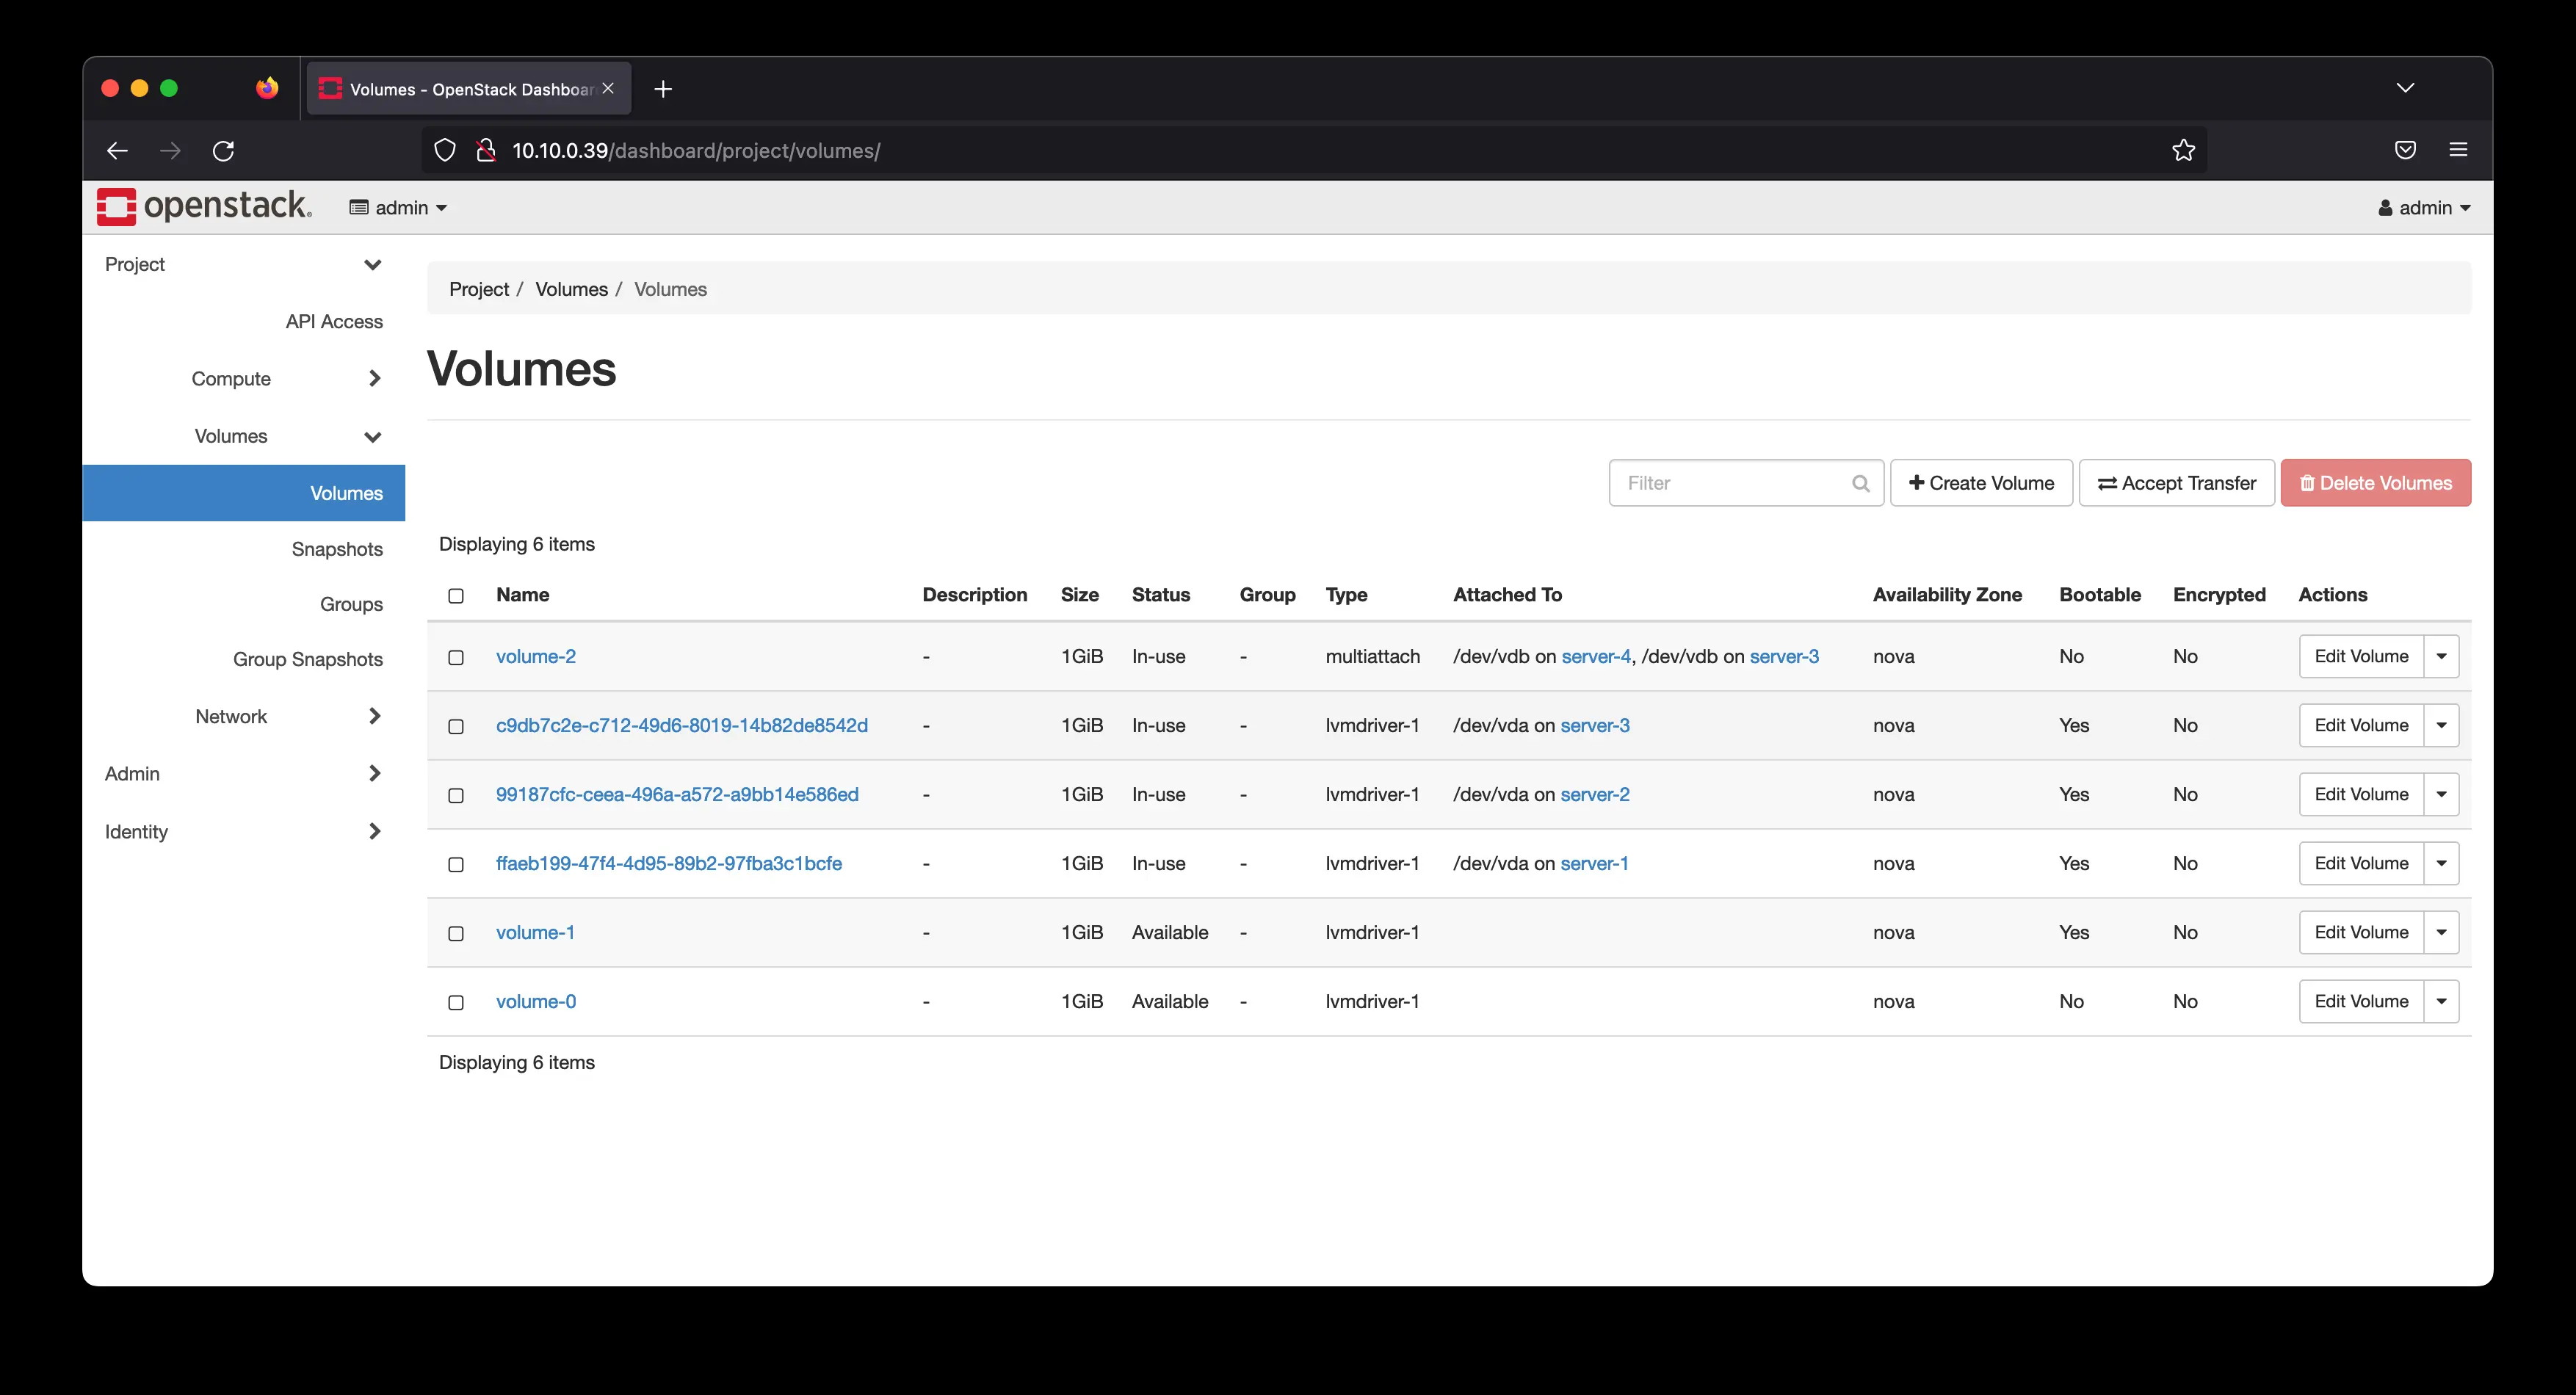 Volumes - OpenStack Dashboar
10.10.0.39/dashboard/project/volumes/
openstack. admin admin
Project
API Access
Compute
Volumes
Volumes
Snapshots
Groups
Group Snapshots
Network
Admin
Identity
Project / Volumes / Volumes
Volumes
Filter Create Volume Accept Transfer Delete Volumes
Displaying 6 items
Name Description Size Status Group Type Attached To Availability Zone Bootable Encrypted Actions
volume-2 - 1GiB In-use - multiattach /dev/vdb on server-4, /dev/vdb on server-3 nova No No Edit Volume
c9db7c2e-c712-49d6-8019-14b82de8542d - 1GiB In-use - lvmdriver-1 /dev/vda on server-3 nova Yes No Edit Volume
99187cfc-ceea-496a-a572-a9bb14e586ed - 1GiB In-use - lvmdriver-1 /dev/vda on server-2 nova Yes No Edit Volume
ffaeb199-47f4-4d95-89b2-97fba3c1bcfe - 1GiB In-use - lvmdriver-1 /dev/vda on server-1 nova Yes No Edit Volume
volume-1 - 1GiB Available - lvmdriver-1 nova Yes No Edit Volume
volume-0 - 1GiB Available - lvmdriver-1 nova No No Edit Volume
Displaying 6 items